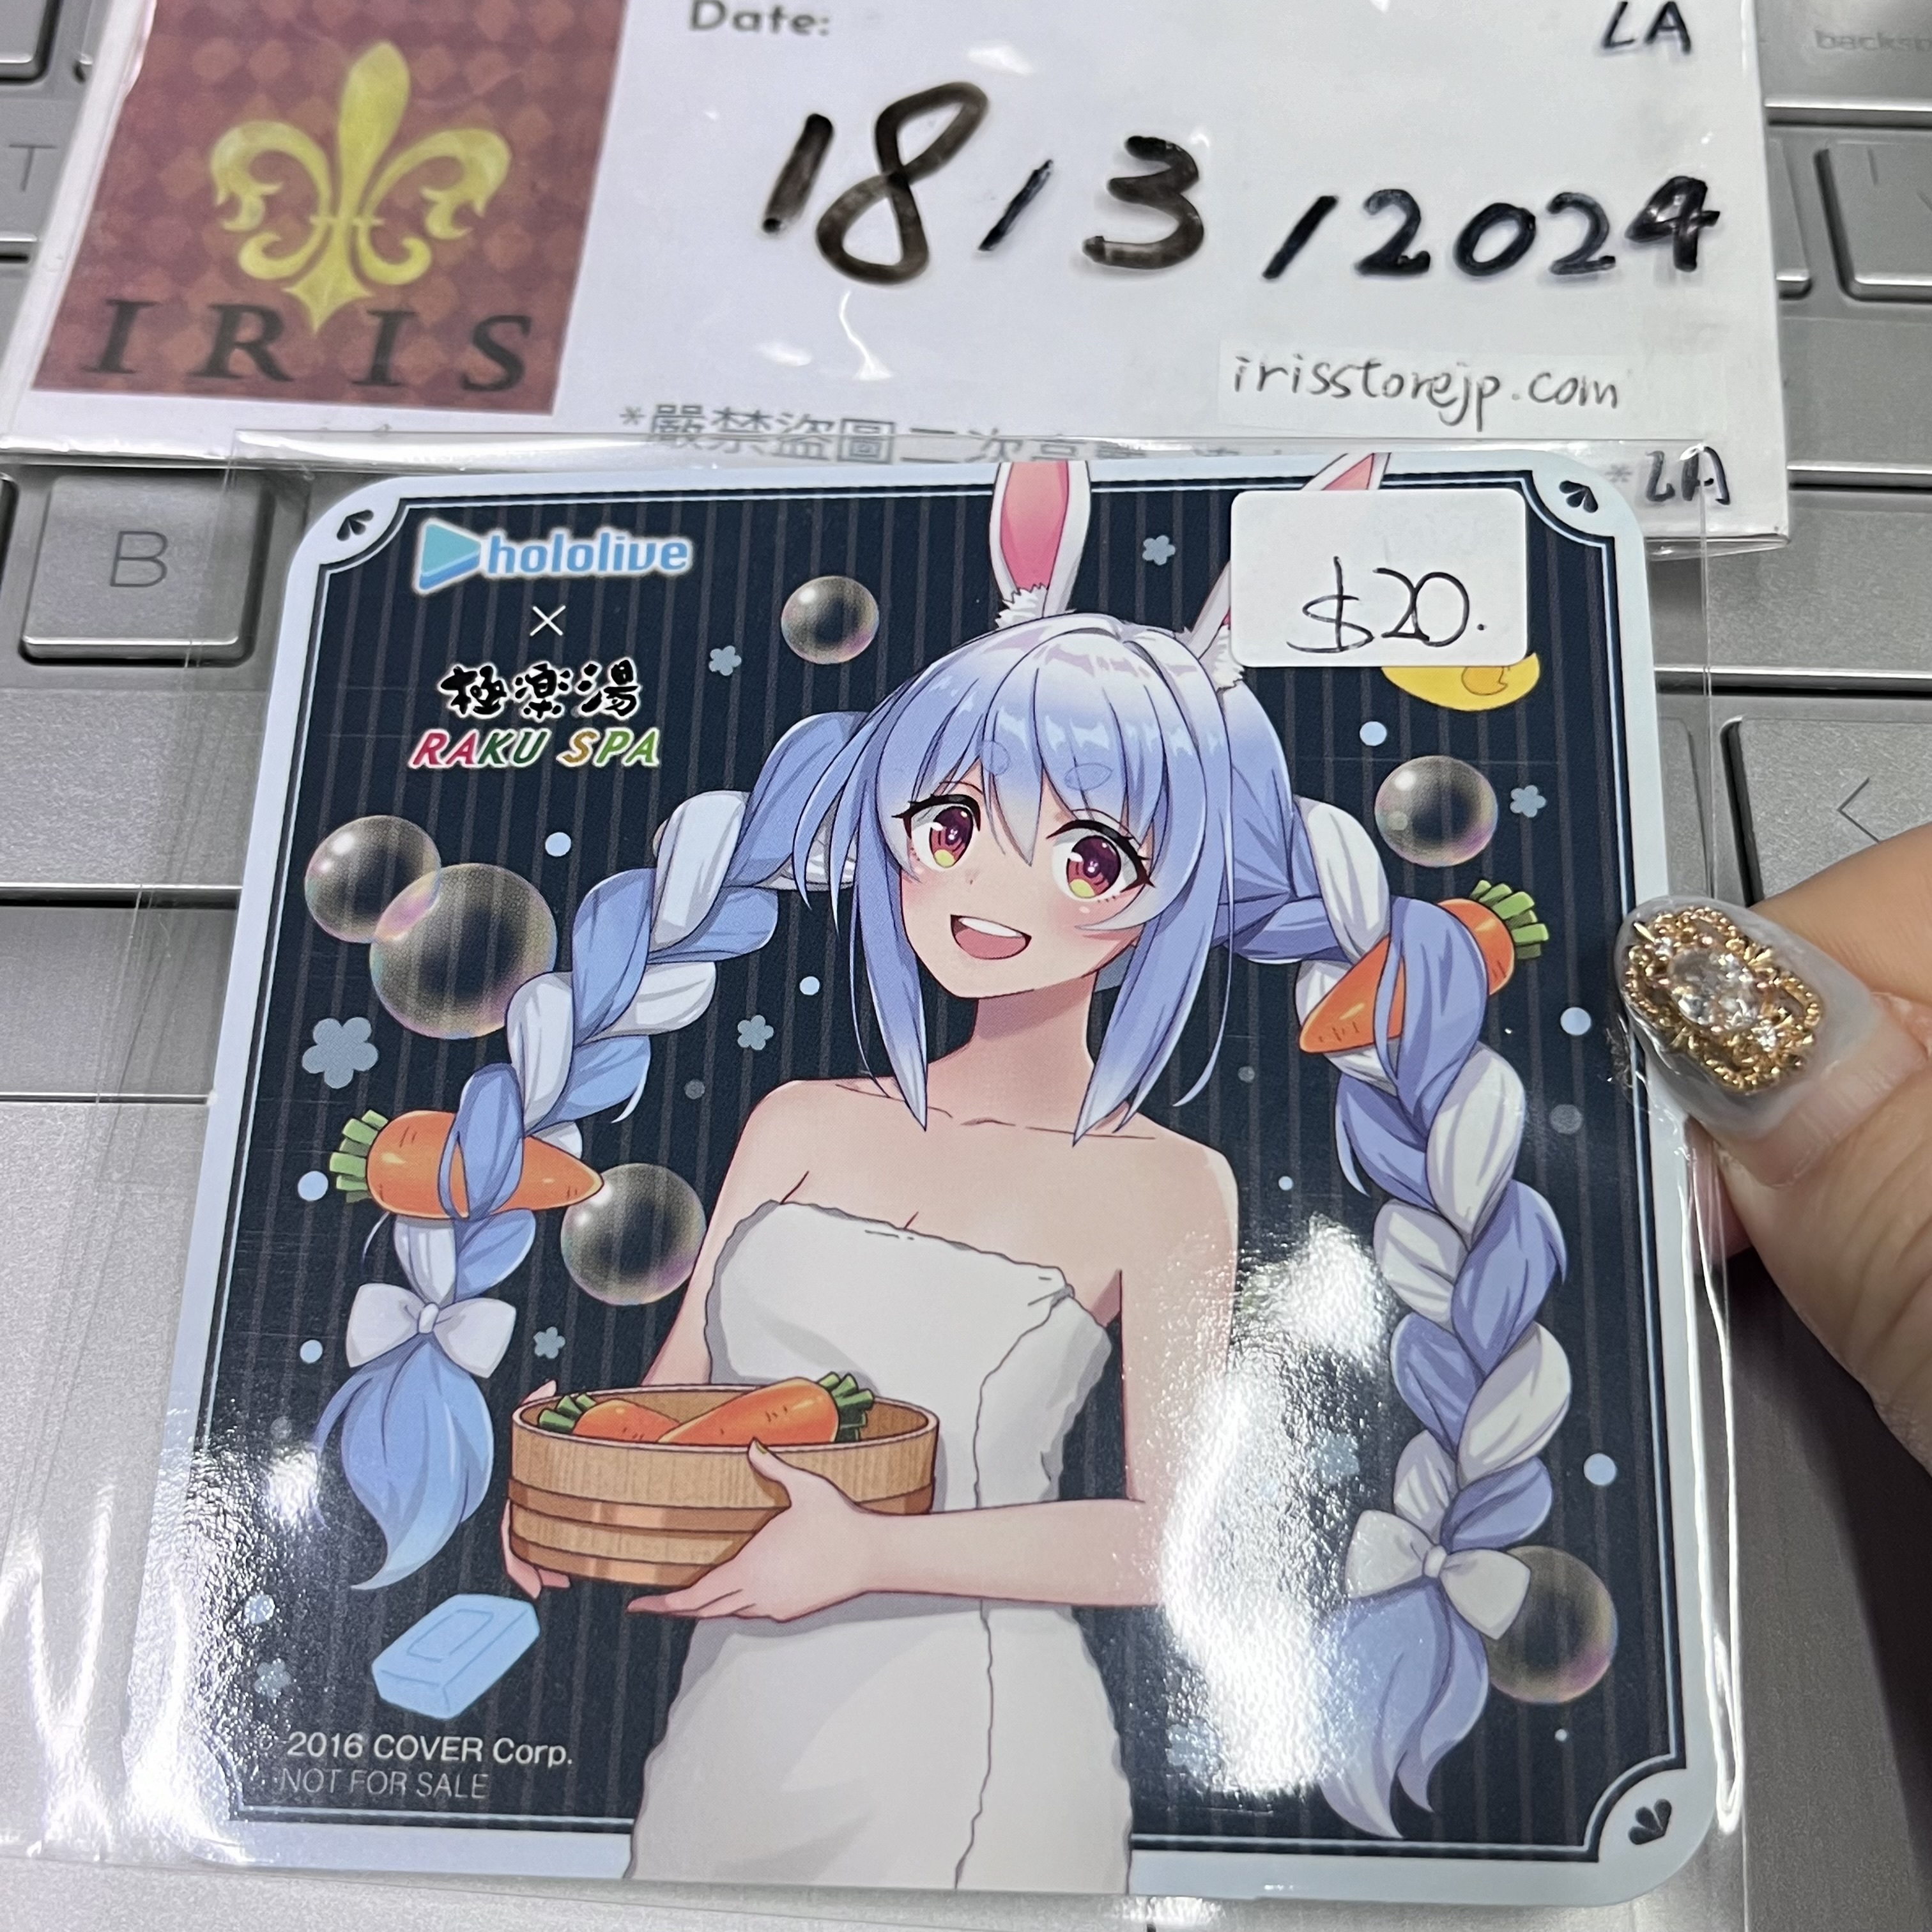 Date:
LA
18/3/2024
IRIS
irisstorejp.com
*嚴禁盜圖二次
* LA
B
hololive
×
$20.
極楽湯
RAKU SPA
2016 COVER Corp.
NOT FOR SALE